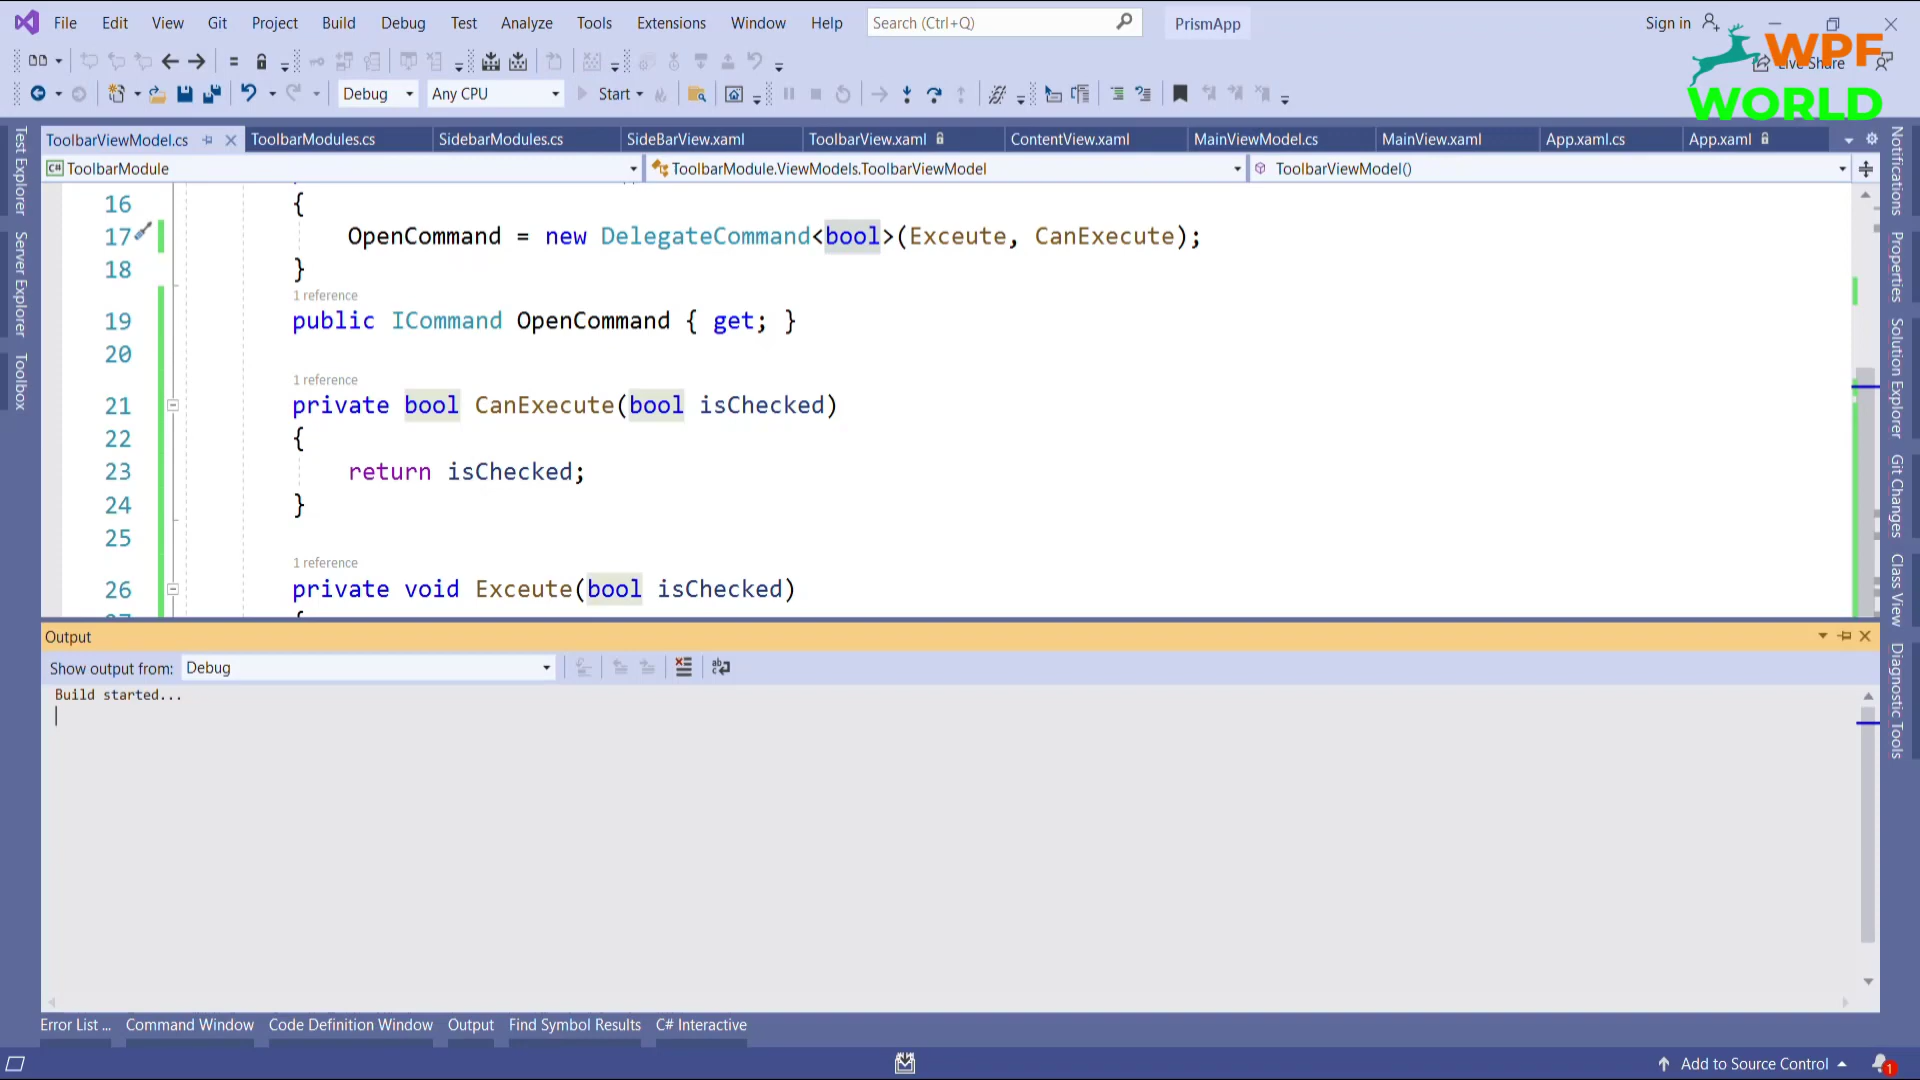 File Edit View Git Project Build Debug Test Analyze Tools Extensions Window Help Search (Ctrl+Q) PrismApp Sign in
WPF
Live Share
WORLD
Debug Any CPU Start
ToolbarViewModel.cs ToolbarModules.cs SidebarModules.cs SideBarView.xaml ToolbarView.xaml ContentView.xaml MainViewModel.cs MainView.xaml App.xaml.cs App.xaml
C# ToolbarModule ToolbarModule.ViewModels.ToolbarViewModel ToolbarViewModel()
16 {
17 OpenCommand = new DelegateCommand<bool>(Exceute, CanExecute);
18 }
1 reference
19 public ICommand OpenCommand { get; }
20
1 reference
21 private bool CanExecute(bool isChecked)
22 {
23 return isChecked;
24 }
25
1 reference
26 private void Exceute(bool isChecked)
Test Explorer
Server Explorer
Toolbox
Notifications
Properties
Solution Explorer
Git Changes
Class View
Diagnostic Tools
Output
Show output from: Debug
Build started...
Error List ... Command Window Code Definition Window Output Find Symbol Results C# Interactive
Add to Source Control 1